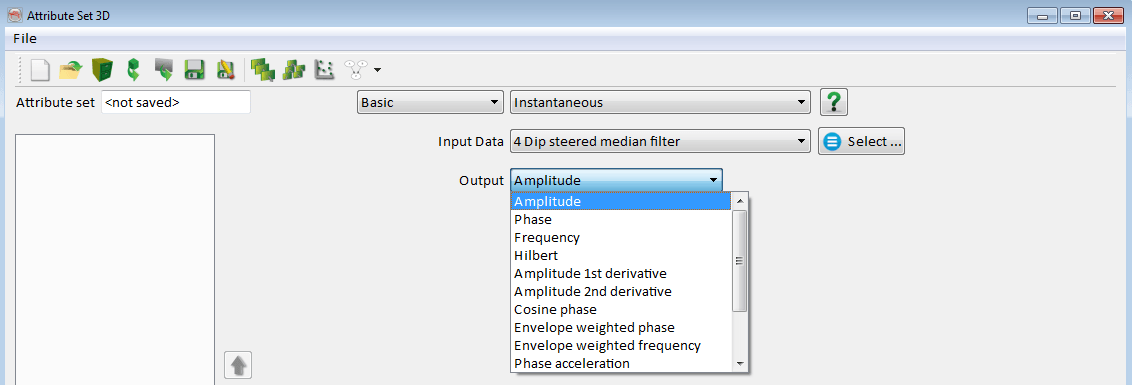 Attribute Set 3D
File
Attribute set <not saved> Basic Instantaneous ?
Input Data 4 Dip steered median filter Select ...
Output Amplitude
Amplitude
Phase
Frequency
Hilbert
Amplitude 1st derivative
Amplitude 2nd derivative
Cosine phase
Envelope weighted phase
Envelope weighted frequency
Phase acceleration